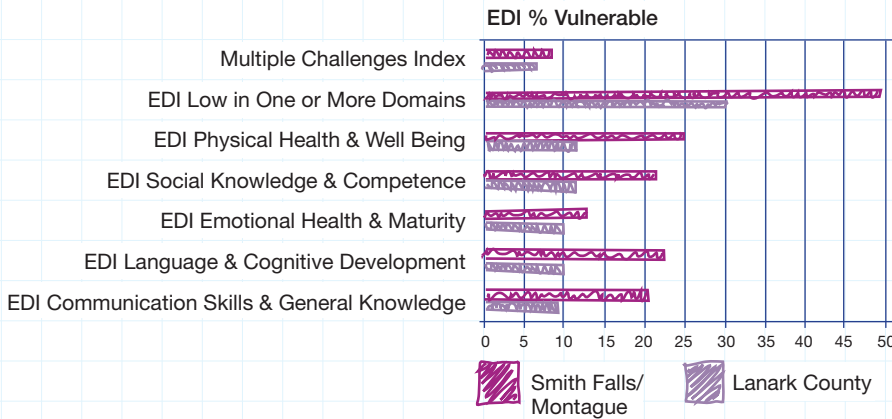 EDI % Vulnerable
Multiple Challenges Index
EDI Low in One or More Domains
EDI Physical Health & Well Being
EDI Social Knowledge & Competence
EDI Emotional Health & Maturity
EDI Language & Cognitive Development
EDI Communication Skills & General Knowledge
0 5 10 15 20 25 30 35 40 45 50
Smith Falls/
Montague
Lanark County